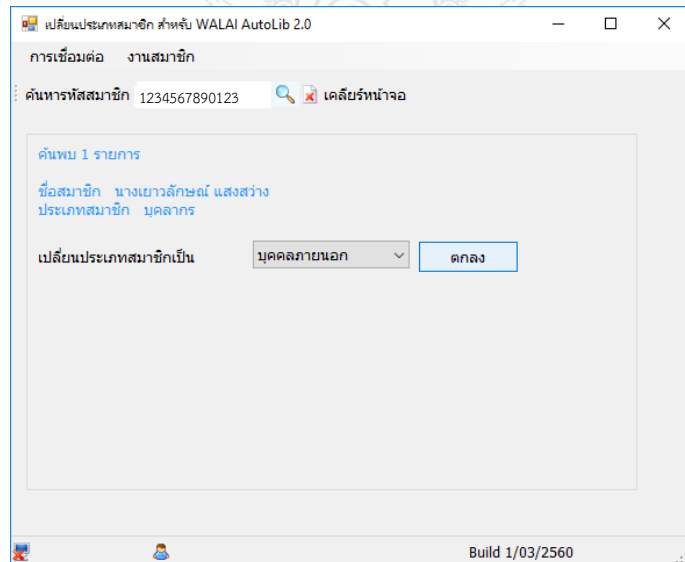 เปลี่ยนประเภทสมาชิก สำหรับ WALAI AutoLib 2.0
การเชื่อมต่อ งานสมาชิก
ค้นหารหัสสมาชิก 1234567890123 เคลียร์หน้าจอ
ค้นพบ 1 รายการ
ชื่อสมาชิก นางเยาวลักษณ์ แสงสว่าง
ประเภทสมาชิก บุคลากร
เปลี่ยนประเภทสมาชิกเป็น บุคคลภายนอก ตกลง
Build 1/03/2560